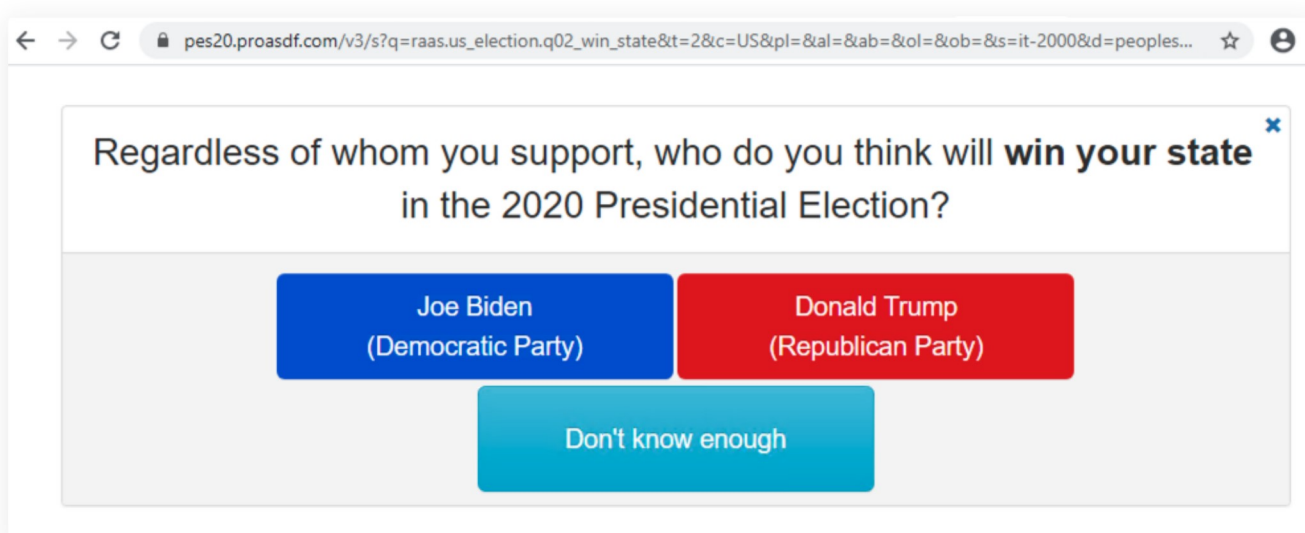 pes20.proasdf.com/v3/s?q=raas.us_election.q02_win_state&t=2&c=US&pl=&al=&ab=&ol=&ob=&s=it-2000&d=peoples...
Regardless of whom you support, who do you think will win your state
in the 2020 Presidential Election?
Joe Biden
(Democratic Party)
Donald Trump
(Republican Party)
Don't know enough